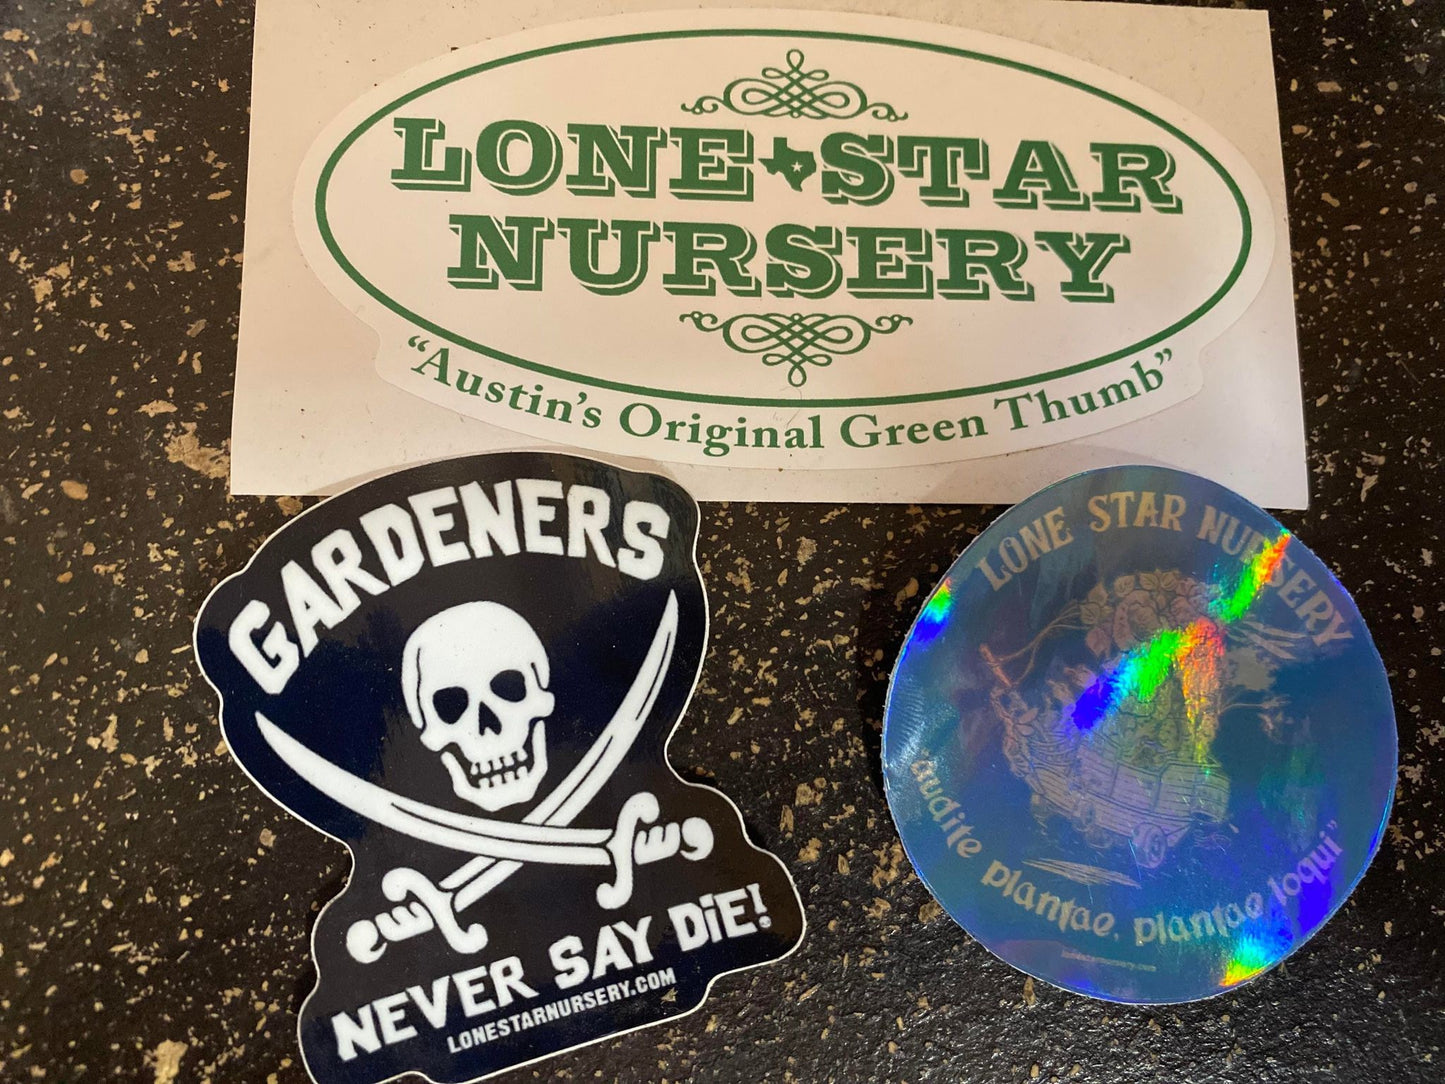 LONE STAR
NURSERY
“Austin’s Original Green Thumb”
GARDENERS
NEVER SAY DiE!
LONESTARNURSERY.COM
LONE STAR NURSERY
“audite plantae, plantae loqui”